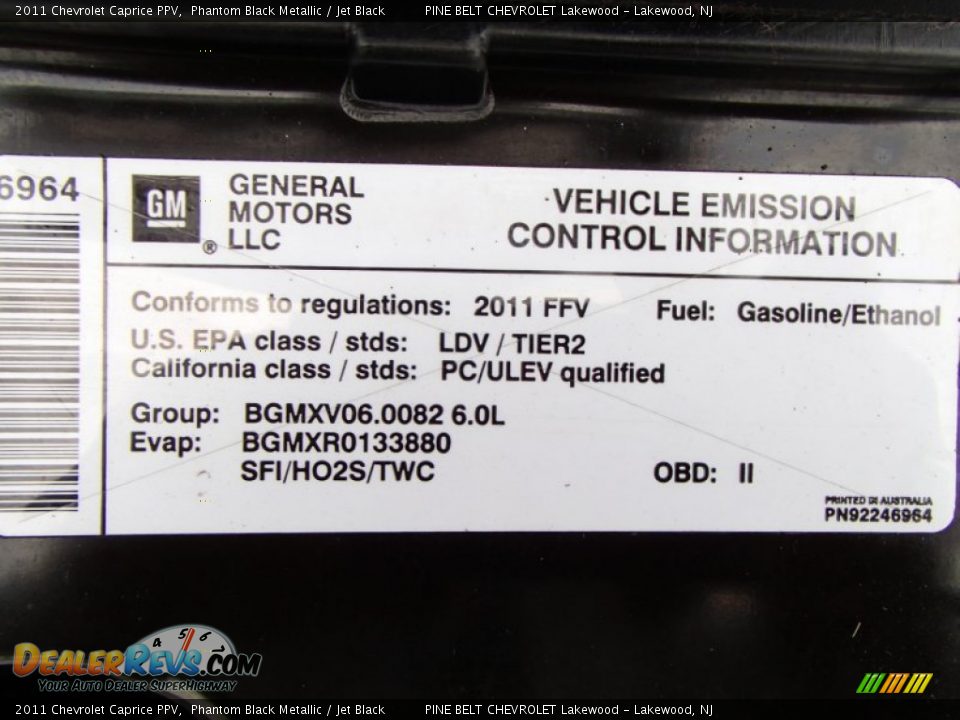 2011 Chevrolet Caprice PPV, Phantom Black Metallic / Jet Black PINE BELT CHEVROLET Lakewood - Lakewood, NJ
6964
GM ®
GENERAL
MOTORS
LLC
VEHICLE EMISSION
CONTROL INFORMATION
Conforms to regulations: 2011 FFV Fuel: Gasoline/Ethanol
U.S. EPA class / stds: LDV / TIER2
California class / stds: PC/ULEV qualified
Group: BGMXV06.0082 6.0L
Evap: BGMXR0133880
SFI/HO2S/TWC OBD: II
PRINTED IN AUSTRALIA
PN92246964
4 5 6
DEALERREVS.COM
YOUR AUTO DEALER SUPERHIGHWAY
2011 Chevrolet Caprice PPV, Phantom Black Metallic / Jet Black PINE BELT CHEVROLET Lakewood - Lakewood, NJ